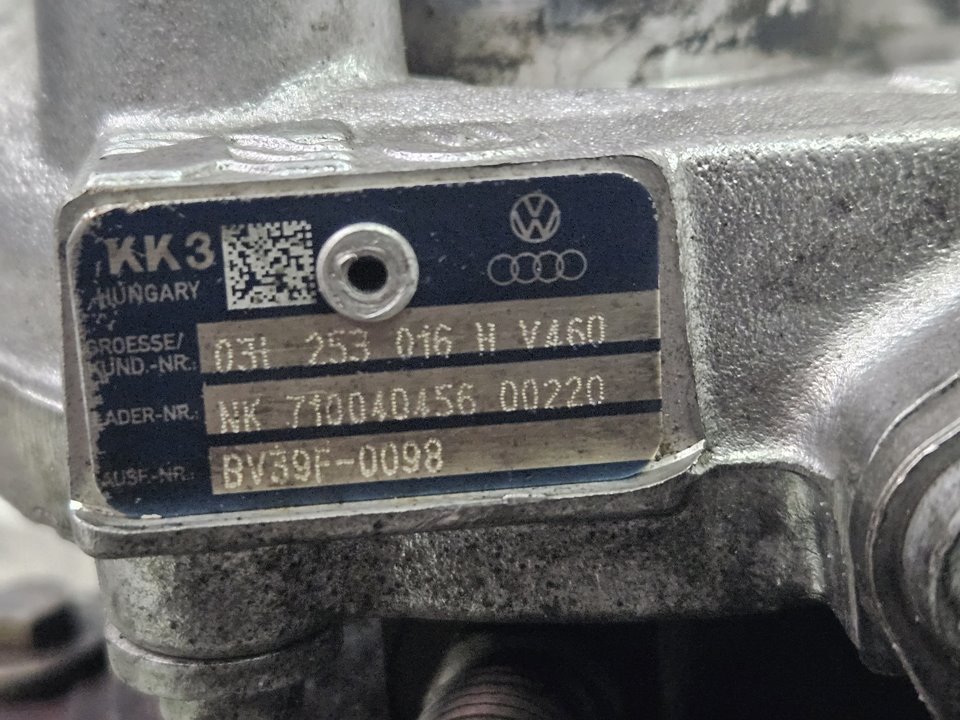 KK3
HUNGARY
GROESSE/
KUND.-NR.: 03L 253 016 H V460
LADER-NR.: NK 710040456 00220
AUSF.-NR.: BV39F-0098